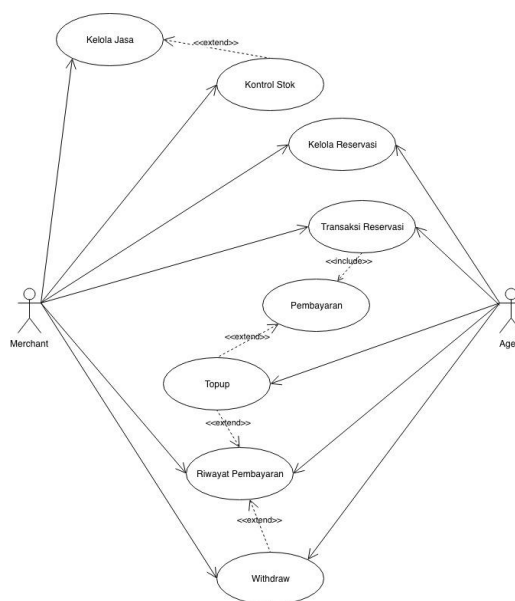 Kelola Jasa
<<extend>>
Kontrol Stok
Kelola Reservasi
Transaksi Reservasi
<<include>>
Pembayaran
Merchant
Age
<<extend>>
Topup
<<extend>>
Riwayat Pembayaran
<<extend>>
Withdraw